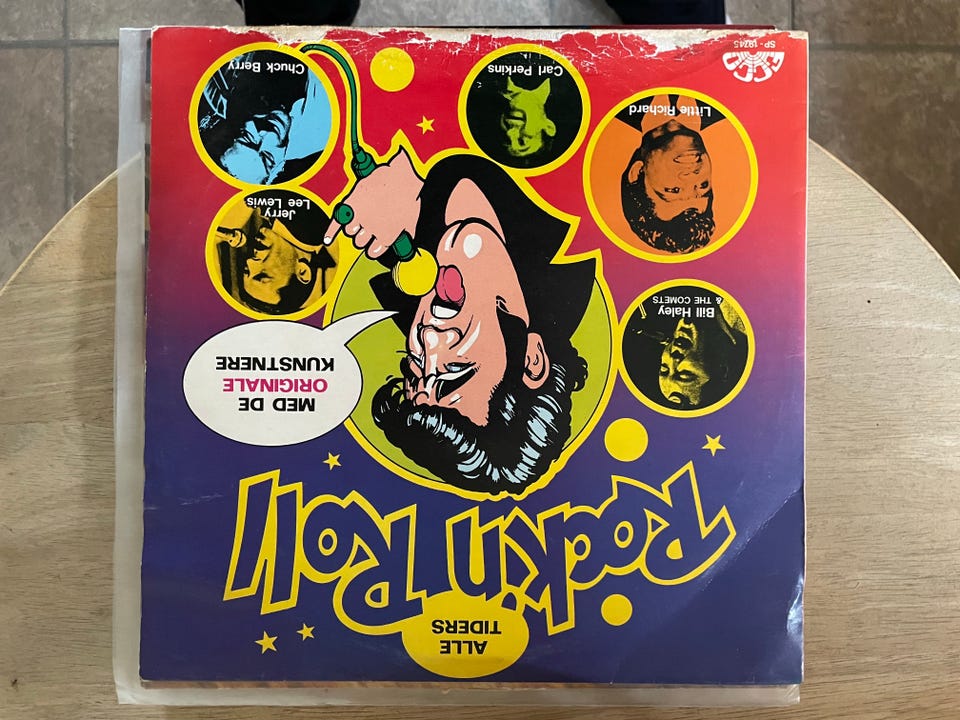 ALLE
TIDERS
Rock'n Roll
MED DE
ORIGINALE
KUNSTNERE
Bill Haley
& THE COMETS
Jerry
Lee Lewis
Little Richard
Carl Perkins
Chuck Berry
SP-19745